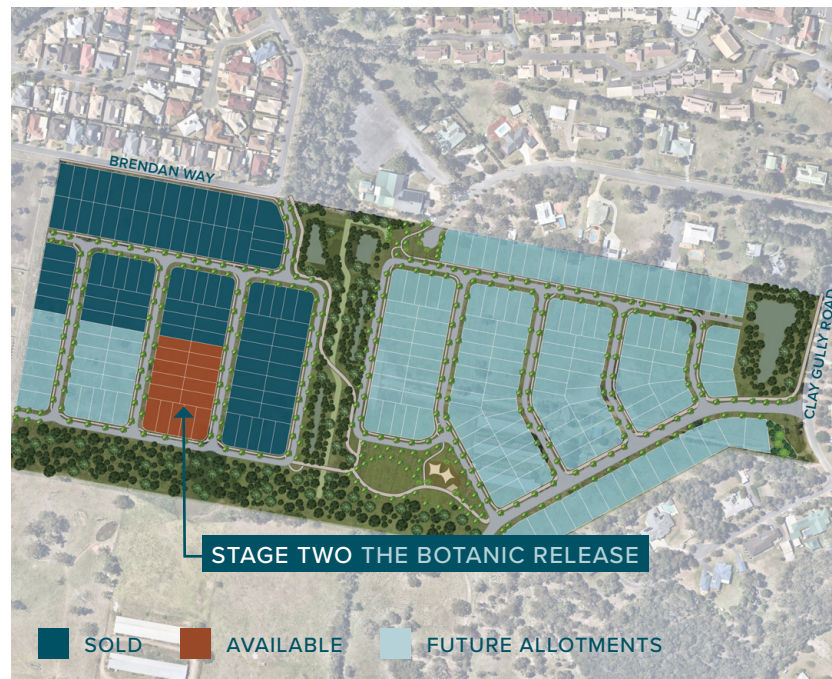 BRENDAN WAY
CLAY GULLY ROAD
STAGE TWO THE BOTANIC RELEASE
SOLD
AVAILABLE
FUTURE ALLOTMENTS